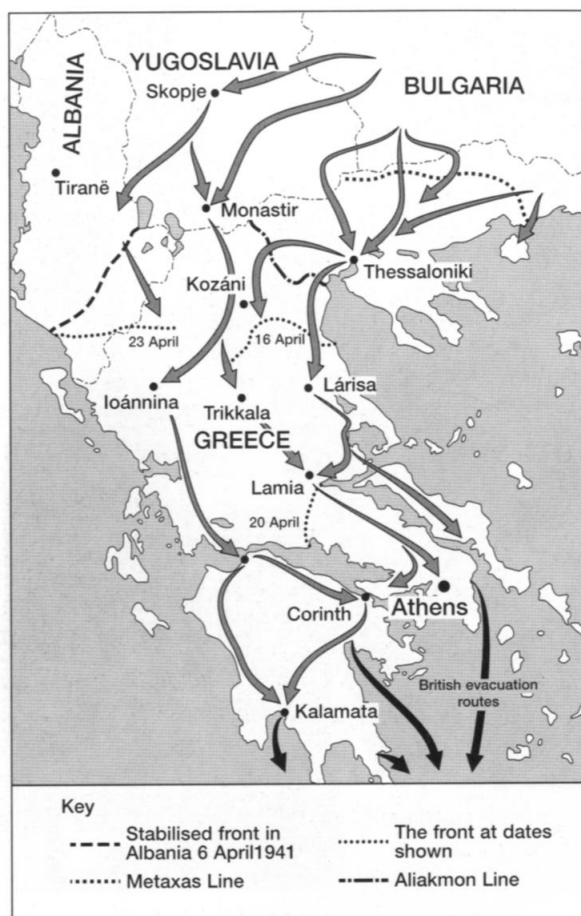 YUGOSLAVIA
ALBANIA
Skopje
BULGARIA
Tiranë
Monastir
Thessaloniki
Kozáni
23 April
16 April
Ioánnina
Trikkala
Lárisa
GREECE
Lamia
20 April
Corinth
Athens
British evacuation
routes
Kalamata
Key
Stabilised front in
Albania 6 April1941
The front at dates
shown
Metaxas Line
Aliakmon Line